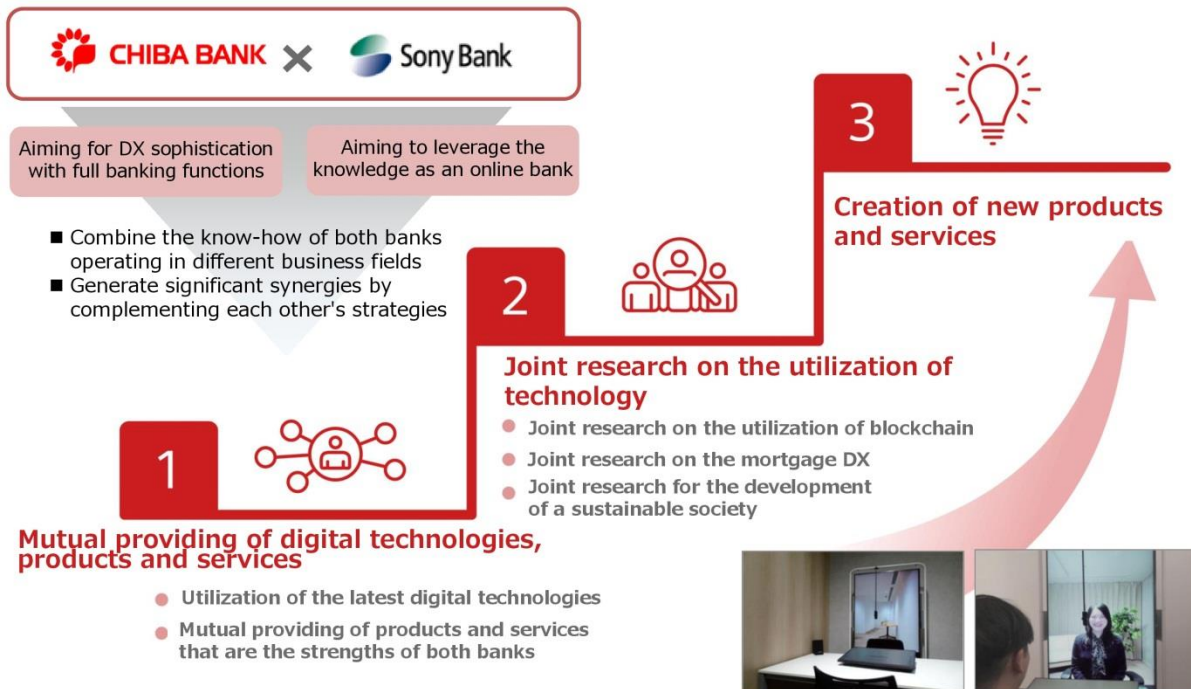 CHIBA BANK × Sony Bank
Aiming for DX sophistication
with full banking functions
Aiming to leverage the
knowledge as an online bank
■ Combine the know-how of both banks
operating in different business fields
■ Generate significant synergies by
complementing each other's strategies
1
Mutual providing of digital technologies,
products and services
● Utilization of the latest digital technologies
● Mutual providing of products and services
that are the strengths of both banks
2
Joint research on the utilization of
technology
● Joint research on the utilization of blockchain
● Joint research on the mortgage DX
● Joint research for the development
of a sustainable society
3
Creation of new products
and services